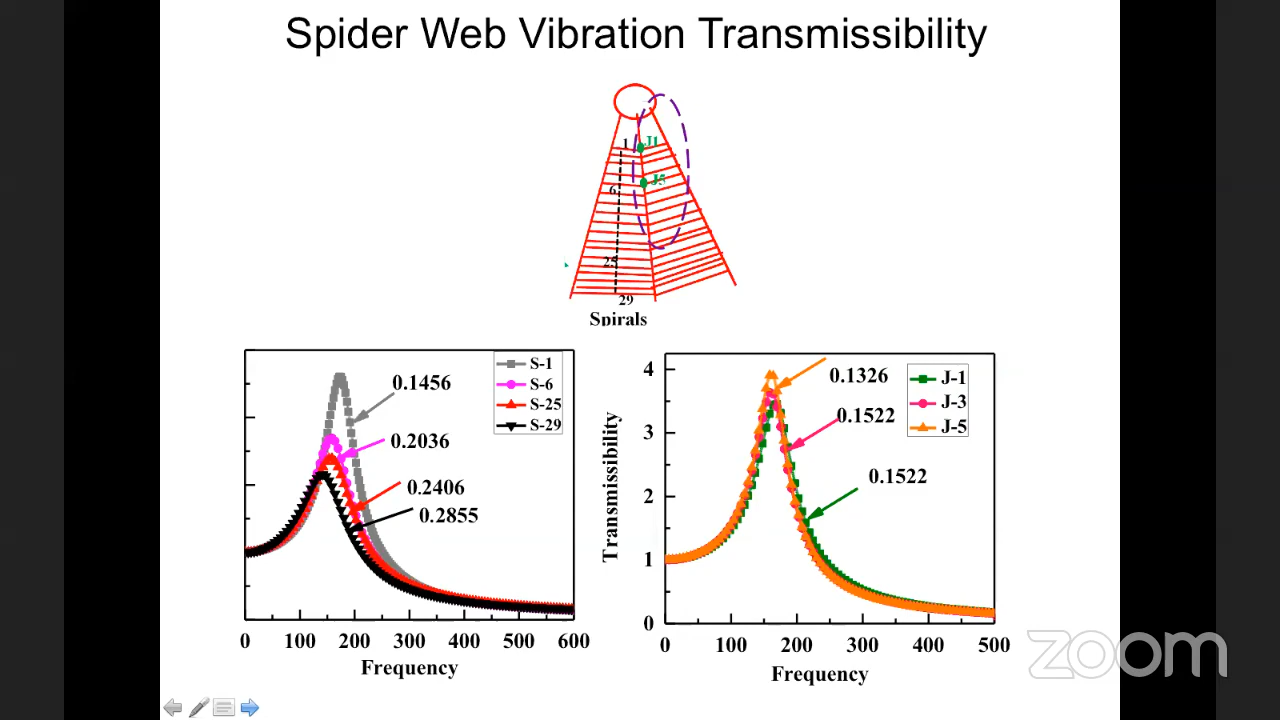 Spider Web Vibration Transmissibility
1
J1
6
J5
25
29
Spirals
0.1456
0.2036
0.2406
0.2855
S-1
S-6
S-25
S-29
0 100 200 300 400 500 600
Frequency
Transmissibility
4
3
2
1
0
0.1326
0.1522
0.1522
J-1
J-3
J-5
0 100 200 300 400 500
Frequency
zoom